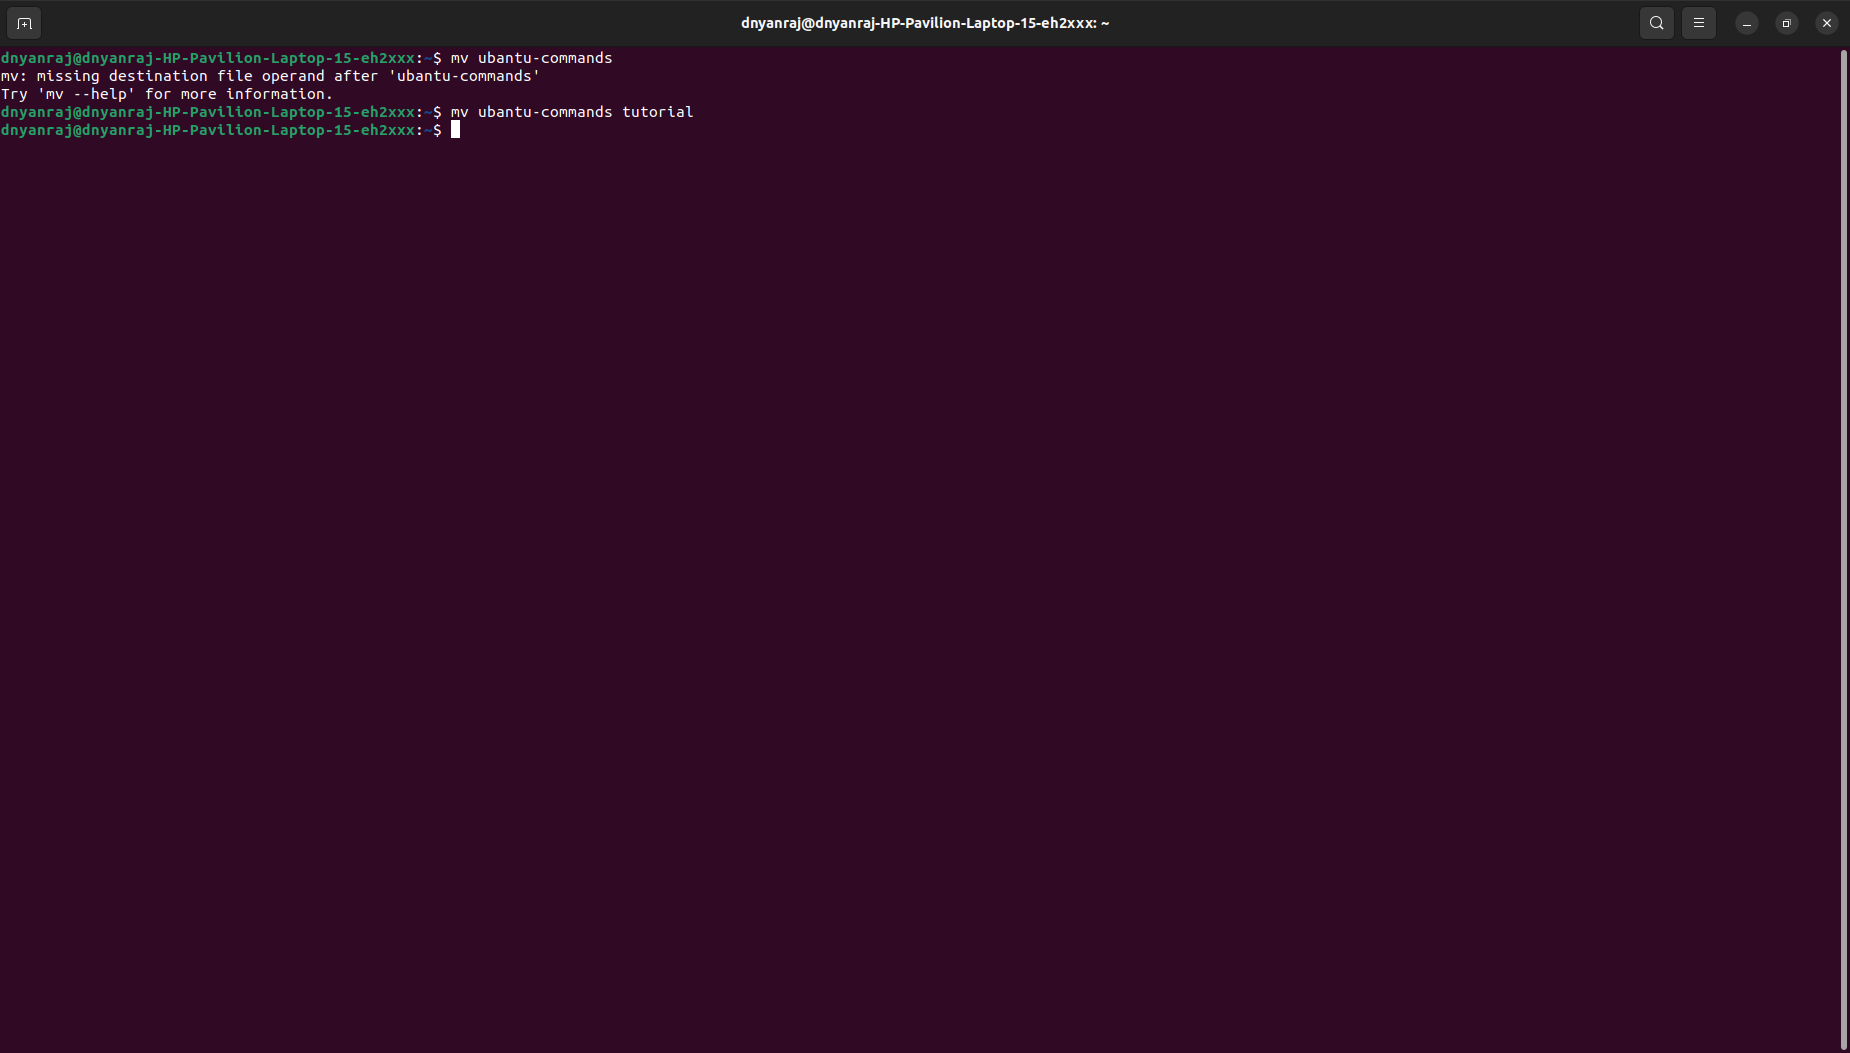 dnyanraj@dnyanraj-HP-Pavilion-Laptop-15-eh2xxx: ~
dnyanraj@dnyanraj-HP-Pavilion-Laptop-15-eh2xxx:~$ mv ubantu-commands
mv: missing destination file operand after 'ubantu-commands'
Try 'mv --help' for more information.
dnyanraj@dnyanraj-HP-Pavilion-Laptop-15-eh2xxx:~$ mv ubantu-commands tutorial
dnyanraj@dnyanraj-HP-Pavilion-Laptop-15-eh2xxx:~$